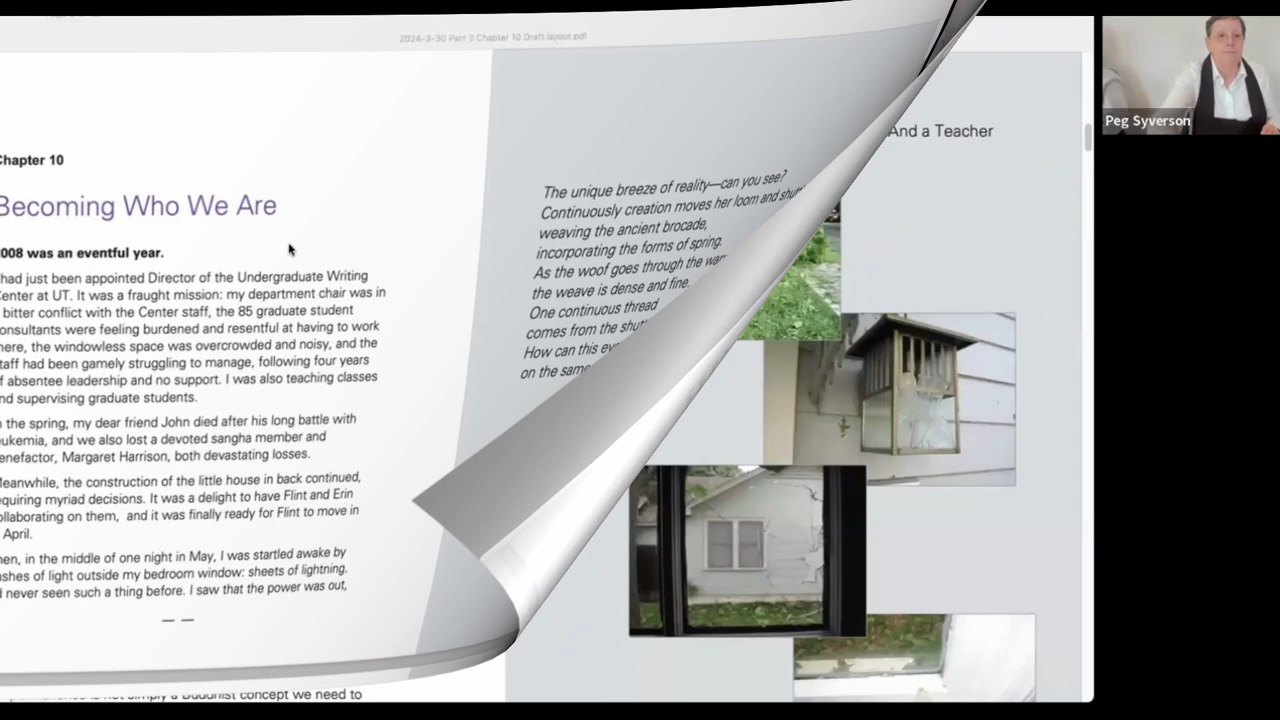 2024-3-30 Part 3 Chapter 10 Draft layout.pdf
Chapter 10
Becoming Who We Are
2008 was an eventful year.
had just been appointed Director of the Undergraduate Writing
Center at UT. It was a fraught mission: my department chair was in
bitter conflict with the Center staff, the 85 graduate student
consultants were feeling burdened and resentful at having to work
here, the windowless space was overcrowded and noisy, and the
staff had been gamely struggling to manage, following four years
of absentee leadership and no support. I was also teaching classes
and supervising graduate students.
In the spring, my dear friend John died after his long battle with
leukemia, and we also lost a devoted sangha member and
benefactor, Margaret Harrison, both devastating losses.
Meanwhile, the construction of the little house in back continued,
requiring myriad decisions. It was a delight to have Flint and Erin
collaborating on them, and it was finally ready for Flint to move in
April.
Then, in the middle of one night in May, I was startled awake by
flashes of light outside my bedroom window: sheets of lightning.
never seen such a thing before. I saw that the power was out,
is not simply a Buddhist concept we need to
The unique breeze of reality—can you see?
Continuously creation moves her loom and
weaving the ancient brocade,
incorporating the forms of spring.
As the woof goes through the
the weave is dense and fine.
One continuous thread
comes from the
How can this
on the same
And a Teacher
Peg Syverson